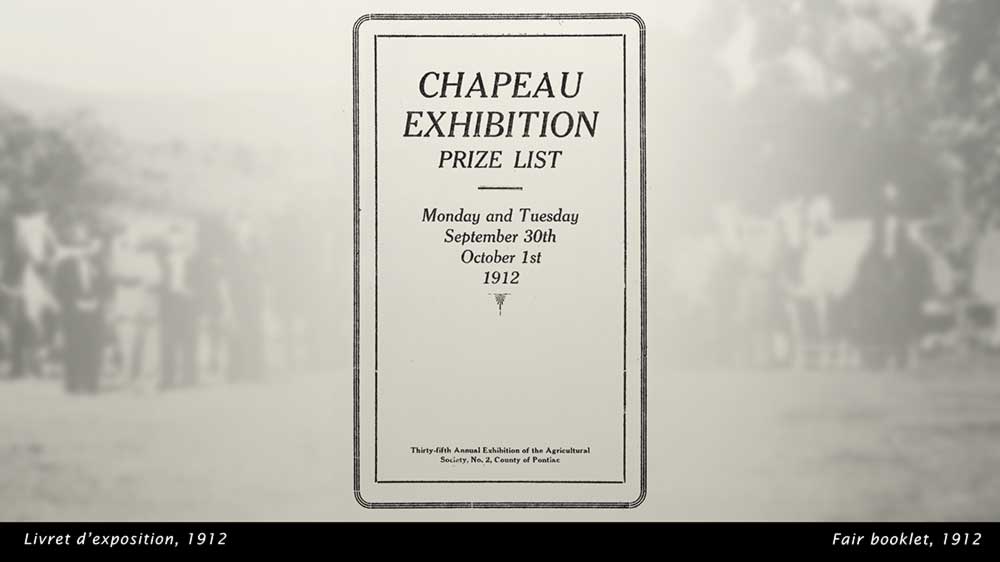 CHAPEAU
EXHIBITION
PRIZE LIST
Monday and Tuesday
September 30th
October 1st
1912
Thirty-fifth Annual Exhibition of the Agricultural
Society, No. 2, County of Pontiac
Livret d'exposition, 1912
Fair booklet, 1912